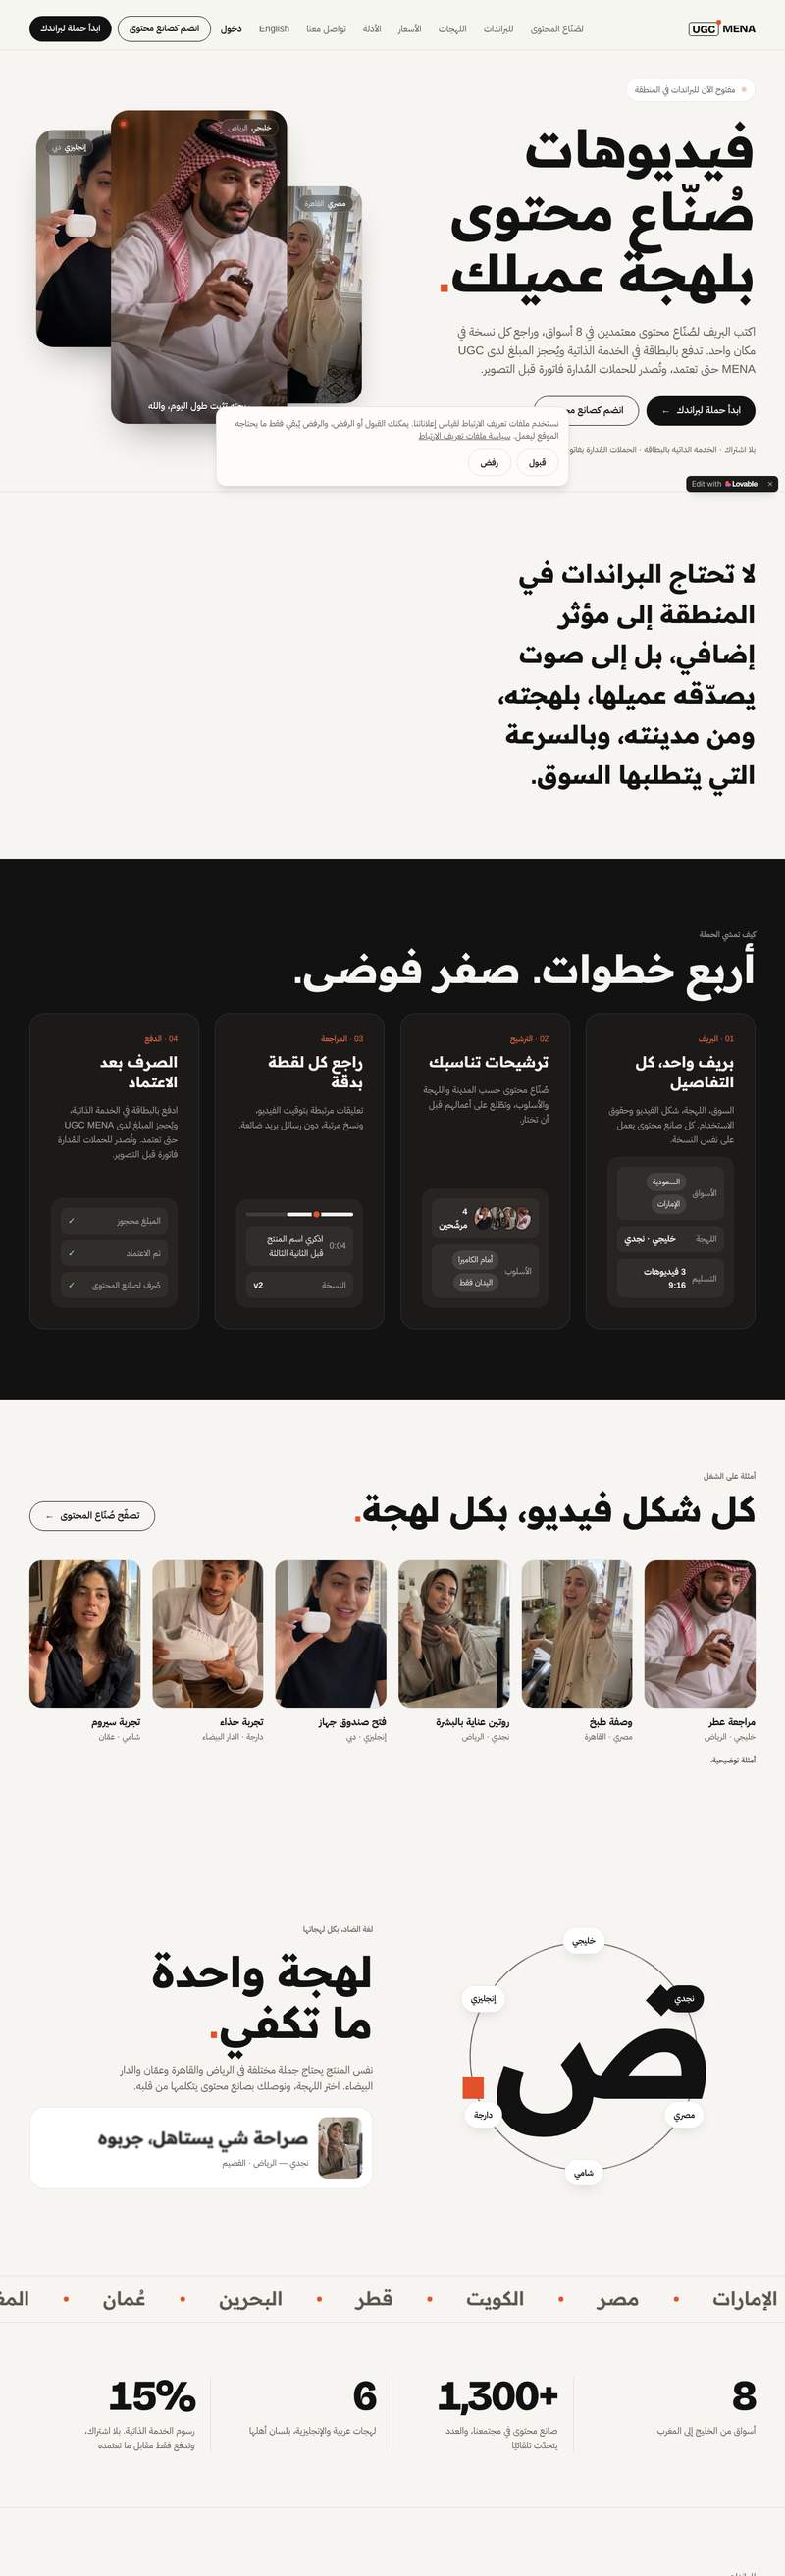 UGC MENA
لصُنّاع المحتوى
للبراندات
اللهجات
الأسعار
الأدلة
تواصل معنا
English
دخول
انضم كصانع محتوى
ابدأ حملة لبراندك
مفتوح الآن للبراندات في المنطقة
فيديوهات
صُنّاع محتوى
بلهجة عميلك.
اكتب البريف لصُنّاع محتوى معتمدين في 8 أسواق، وراجع كل نسخة في
مكان واحد. تدفع بالبطاقة في الخدمة الذاتية ويُحجز المبلغ لدى UGC
MENA حتى تعتمد، وتُصدر للحملات المُدارة فاتورة قبل التصوير.
ابدأ حملة لبراندك ←
انضم كصانع
بلا اشتراك · الخدمة الذاتية بالبطاقة · الحملات المُدارة
مصري القاهرة
خليجي الرياض
إنجليزي دبي
تثبت طول اليوم، والله
نستخدم ملفات تعريف الارتباط لقياس إعلاناتنا. يمكنك القبول أو الرفض، والرفض يُبقي فقط ما يحتاجه
الموقع ليعمل. سياسة ملفات تعريف الارتباط
قبول
رفض
Edit with Lovable ×
لا تحتاج البراندات في
المنطقة إلى مؤثر
إضافي، بل إلى صوت
يصدّقه عميلها، بلهجته،
ومن مدينته، وبالسرعة
التي يتطلبها السوق.
كيف تمشي الحملة
أربع خطوات. صفر فوضى.
01 · البريف
بريف واحد، كل
التفاصيل
السوق، اللهجة، شكل الفيديو وحقوق
الاستخدام. كل صانع محتوى يعمل
على نفس النسخة.
الأسواق
السعودية
الإمارات
اللهجة
خليجي · نجدي
التسليم
3 فيديوهات
9:16
02 · الترشيح
ترشيحات تناسبك
صُنّاع محتوى حسب المدينة واللهجة
والأسلوب، وتطّلع على أعمالهم قبل
أن تختار.
4
مرشّحين
الأسلوب
أمام الكاميرا
اليدان فقط
03 · المراجعة
راجع كل لقطة
بدقة
تعليقات مرتبطة بتوقيت الفيديو،
ونسخ مرتبة، دون رسائل بريد ضائعة.
0:04
اذكري اسم المنتج
قبل الثانية الثالثة
النسخة
v2
04 · الدفع
الصرف بعد
الاعتماد
ادفع بالبطاقة في الخدمة الذاتية،
ويُحجز المبلغ لدى UGC MENA
حتى تعتمد. وتُصدر للحملات المُدارة
فاتورة قبل التصوير.
المبلغ محجوز ✓
تم الاعتماد ✓
صُرف لصانع المحتوى ✓
أمثلة على الشغل
كل شكل فيديو، بكل لهجة.
تصفّح صُنّاع المحتوى ←
مراجعة عطر
خليجي · الرياض
وصفة طبخ
مصري · القاهرة
روتين عناية بالبشرة
نجدي · الرياض
فتح صندوق جهاز
إنجليزي · دبي
تجربة حذاء
دارجة · الدار البيضاء
تجربة سيروم
شامي · عمّان
أمثلة توضيحية.
ض
خليجي
نجدي
مصري
شامي
دارجة
إنجليزي
لغة الضاد، بكل لهجاتها
لهجة واحدة
ما تكفي.
نفس المنتج يحتاج جملة مختلفة في الرياض والقاهرة وعمّان والدار
البيضاء. اختر اللهجة، ونوصلك بصانع محتوى يتكلمها من قلبه.
صراحة شي يستاهل، جربوه
نجدي — الرياض · القصيم
الإمارات • مصر • الكويت • قطر • البحرين • عُمان •
8
أسواق من الخليج إلى المغرب
1,300+
صانع محتوى في مجتمعنا، والعدد
يتحدّث تلقائيًا
6
لهجات عربية والإنجليزية، بلسان أهلها
15%
رسوم الخدمة الذاتية. بلا اشتراك،
وتدفع فقط مقابل ما تعتمده